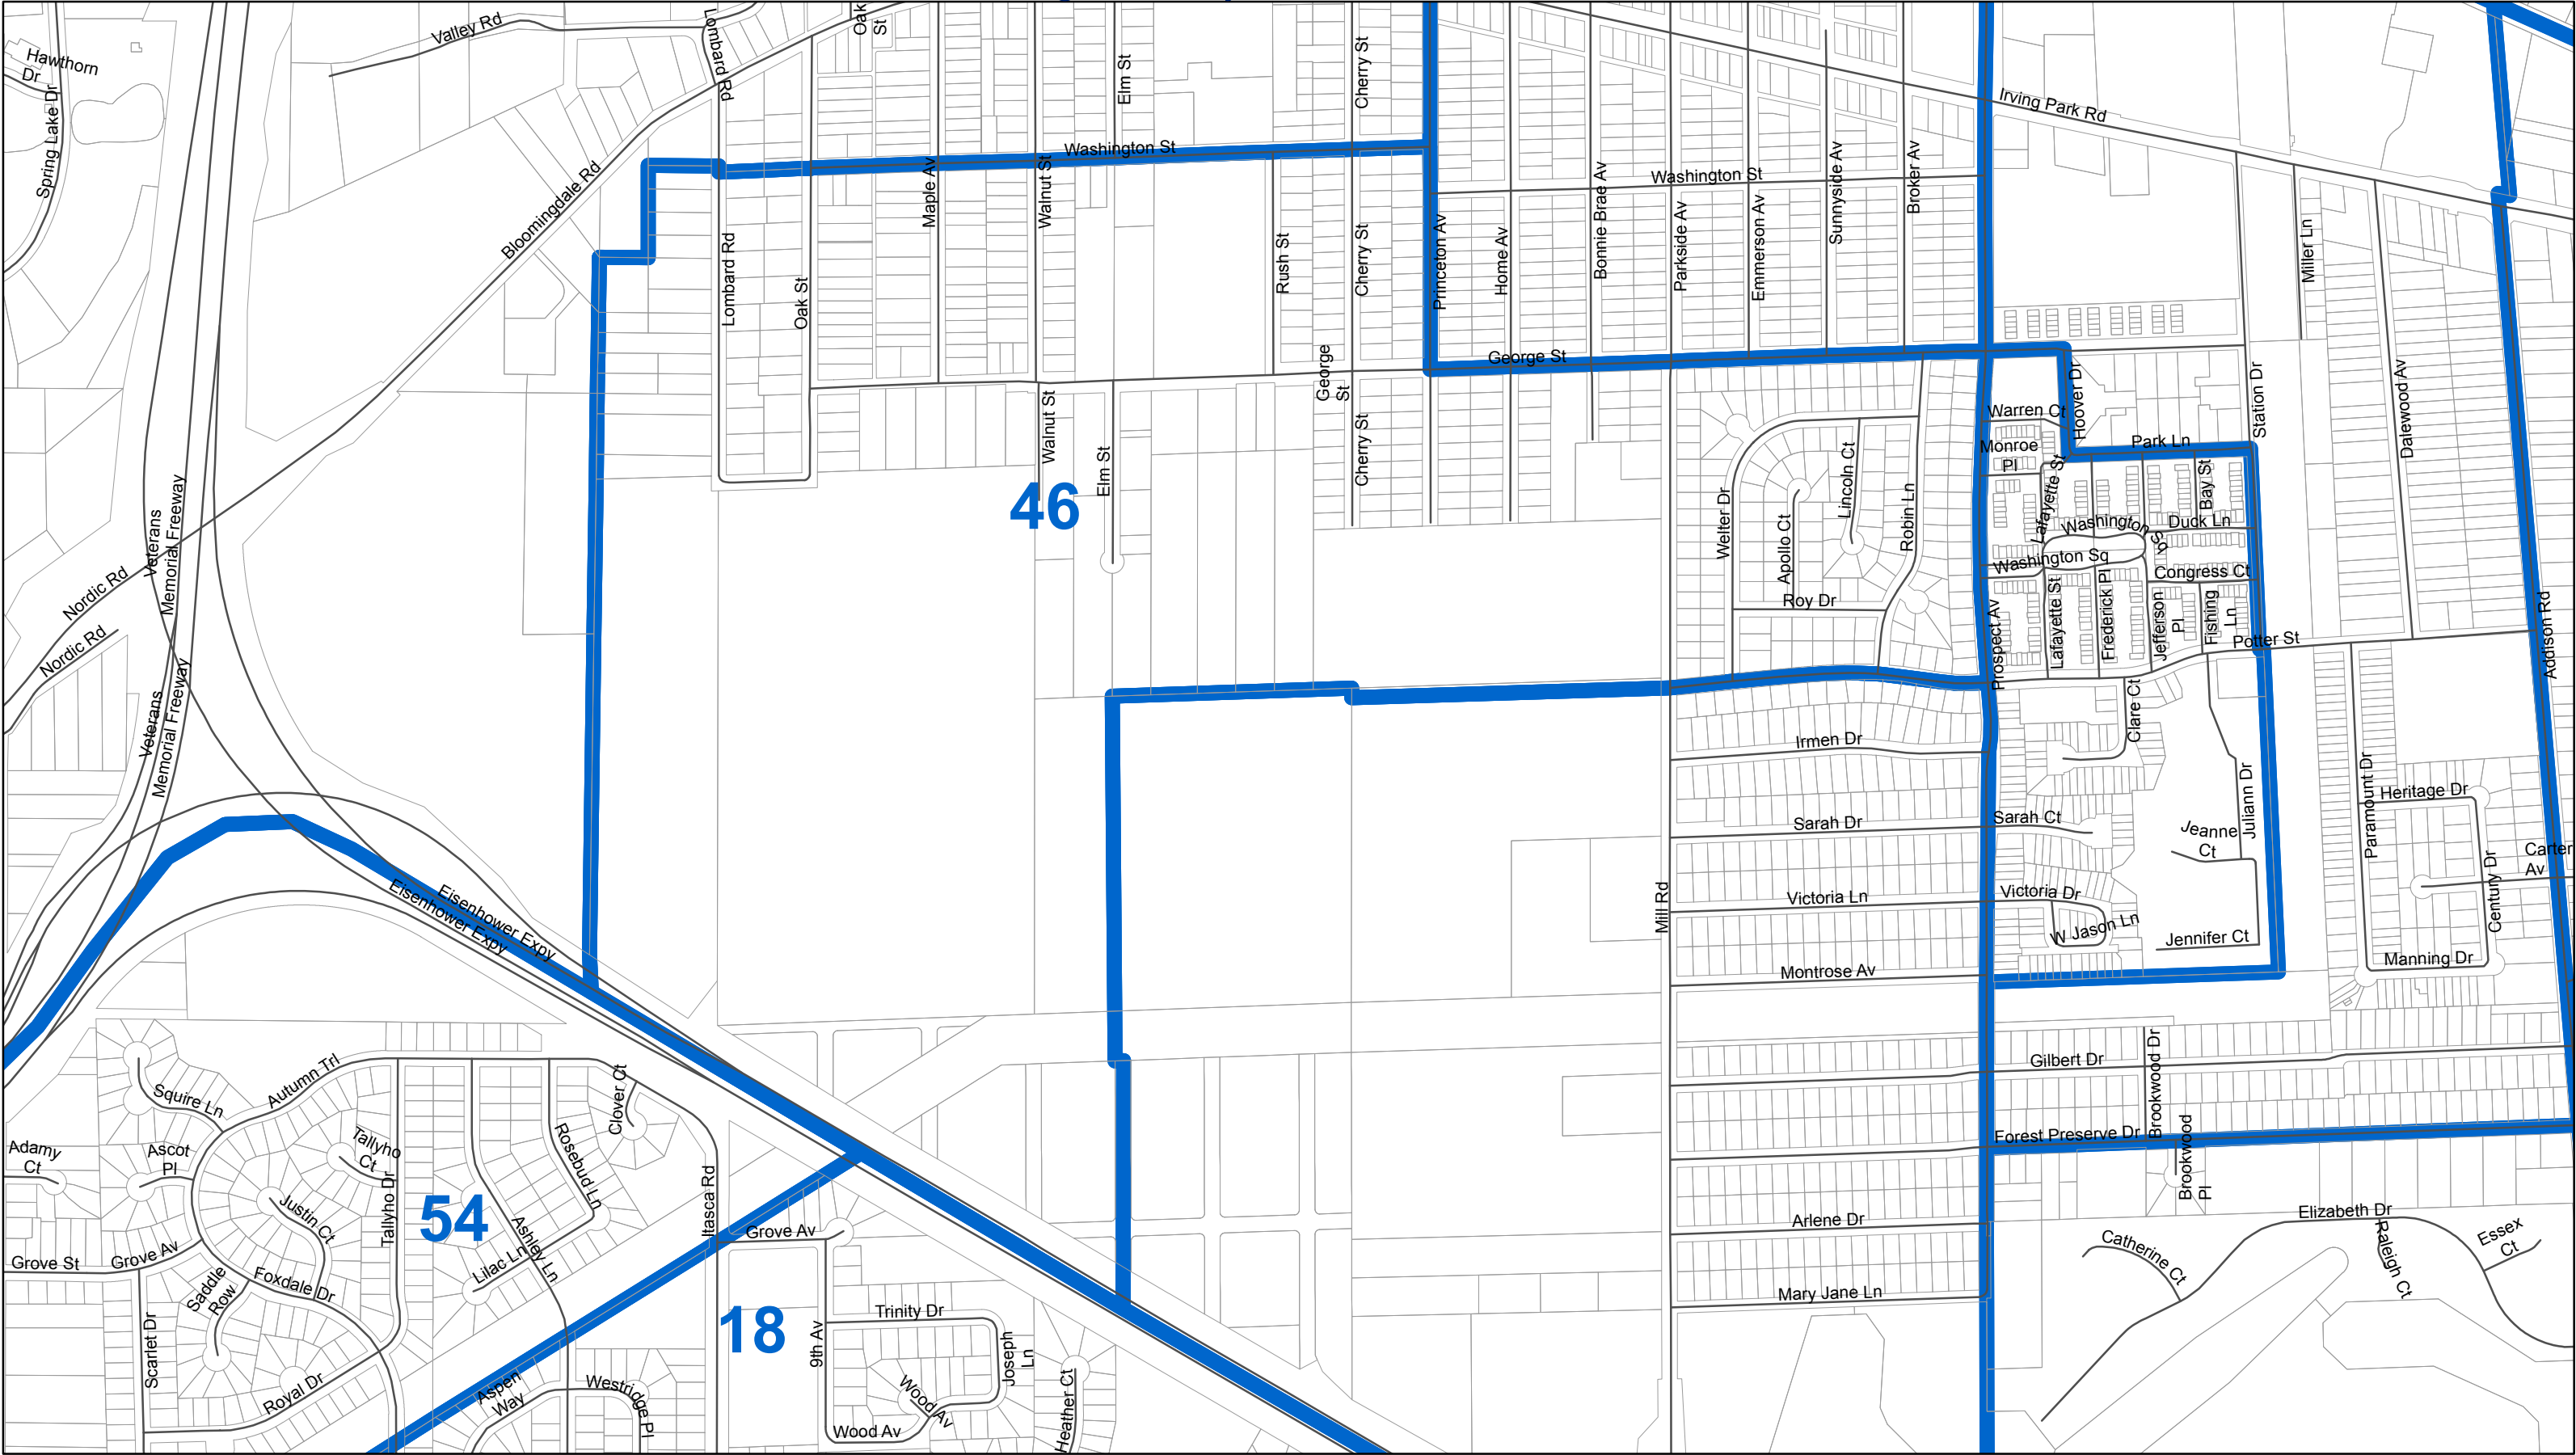 Valley Rd
Lombard Rd
Oak
St
Elm St
Cherry St
Hawthorn
Dr
Spring Lake Dr
Irving Park Rd
Washington St
Bloomingdale Rd
Maple Av
Walnut St
Washington St
Bonnie Brae Av
Sunnyside Av
Broker Av
Lombard Rd
Oak St
Rush St
Cherry St
Princeton Av
Home Av
Parkside Av
Emmerson Av
Miller Ln
George
St
George St
Hoover Dr
Station Dr
Dalewood Av
Walnut St
Elm St
Cherry St
Warren Ct
Monroe
Pl
Park Ln
46
Lincoln Ct
Robin Ln
Welter Dr
Apollo Ct
Lafayette St
Bay St
Washington Sq
Duck Ln
Washington Sq
Congress Ct
Veterans
Memorial Freeway
Nordic Rd
Nordic Rd
Roy Dr
Prospect Av
Lafayette St
Frederick Pl
Jefferson
Pl
Fishing
Ln
Potter St
Addison Rd
Veterans
Memorial Freeway
Clare Ct
Irmen Dr
Sarah Dr
Sarah Ct
Jeanne
Ct
Juliann Dr
Paramount Dr
Heritage Dr
Carter
Av
Century Dr
Eisenhower Expy
Eisenhower Expy
Mill Rd
Victoria Ln
Victoria Dr
W Jason Ln
Jennifer Ct
Manning Dr
Montrose Av
Autumn Trl
Squire Ln
Clover Ct
Gilbert Dr
Brookwood Dr
Forest Preserve Dr
Adamy
Ct
Ascot
Pl
Tallyho
Ct
Tallyho Dr
Rosebud Ln
Itasca Rd
Brookwood
Pl
54
Justin Ct
Ashley Ln
Lilac Ln
Grove Av
Arlene Dr
Elizabeth Dr
Catherine Ct
Raleigh Ct
Essex
Ct
Grove St
Grove Av
Saddle
Row
Foxdale Dr
18
Trinity Dr
Mary Jane Ln
Scarlet Dr
9th Av
Joseph
Ln
Royal Dr
Aspen
Way
Westridge Pl
Wood Av
Wood Av
Heather Ct